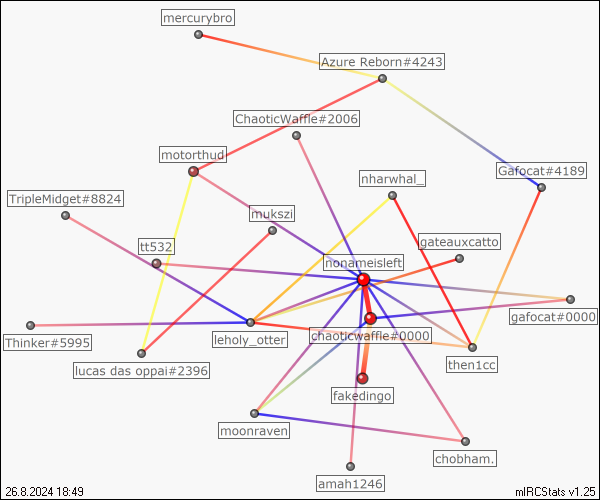 mercurybro
Azure Reborn#4243
ChaoticWaffle#2006
motorthud
Gafocat#4189
nharwhal_
TripleMidget#8824
mukszi
tt532
gateauxcatto
nonameisleft
gafocat#0000
Thinker#5995
leholy_otter
chaoticwaffle#0000
lucas das oppai#2396
then1cc
fakedingo
moonraven
chobham.
amah1246
26.8.2024 18:49
mIRCStats v1.25